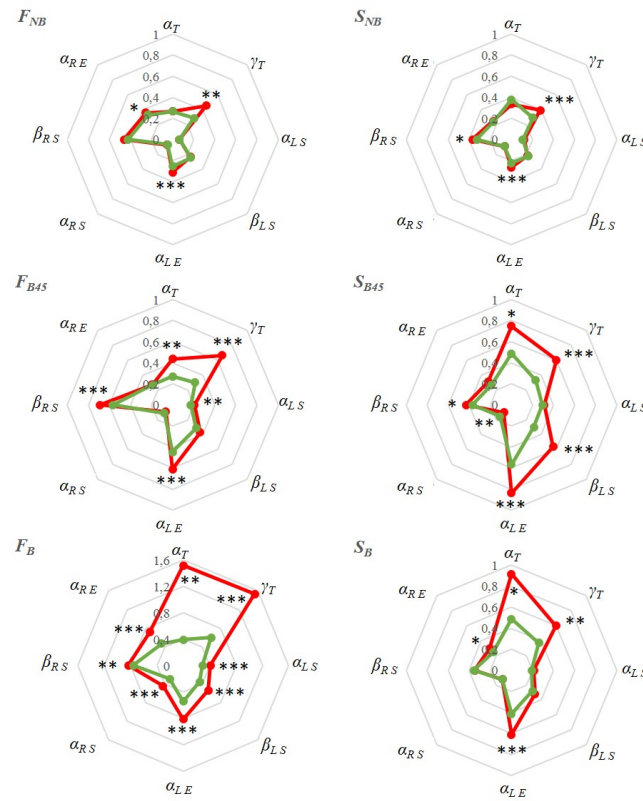 F_NB
α_T
γ_T
α_LS
β_LS
α_LE
α_RS
β_RS
α_RE
1
0,8
0,6
0,4
0,2
0
**
*
***
S_NB
α_T
γ_T
α_LS
β_LS
α_LE
α_RS
β_RS
α_RE
1
0,8
0,6
0,4
0,2
0
***
*
***
F_B45
α_T
γ_T
α_LS
β_LS
α_LE
α_RS
β_RS
α_RE
1
0,8
0,6
0,4
0,2
0
**
***
***
**
***
S_B45
α_T
γ_T
α_LS
β_LS
α_LE
α_RS
β_RS
α_RE
1
0,8
0,6
0,4
0,2
0
*
***
*
**
***
***
F_B
α_T
γ_T
α_LS
β_LS
α_LE
α_RS
β_RS
α_RE
1,6
1,2
0,8
0,4
0
**
***
***
**
***
***
***
***
S_B
α_T
γ_T
α_LS
β_LS
α_LE
α_RS
β_RS
α_RE
1
0,8
0,6
0,4
0,2
0
*
**
*
***